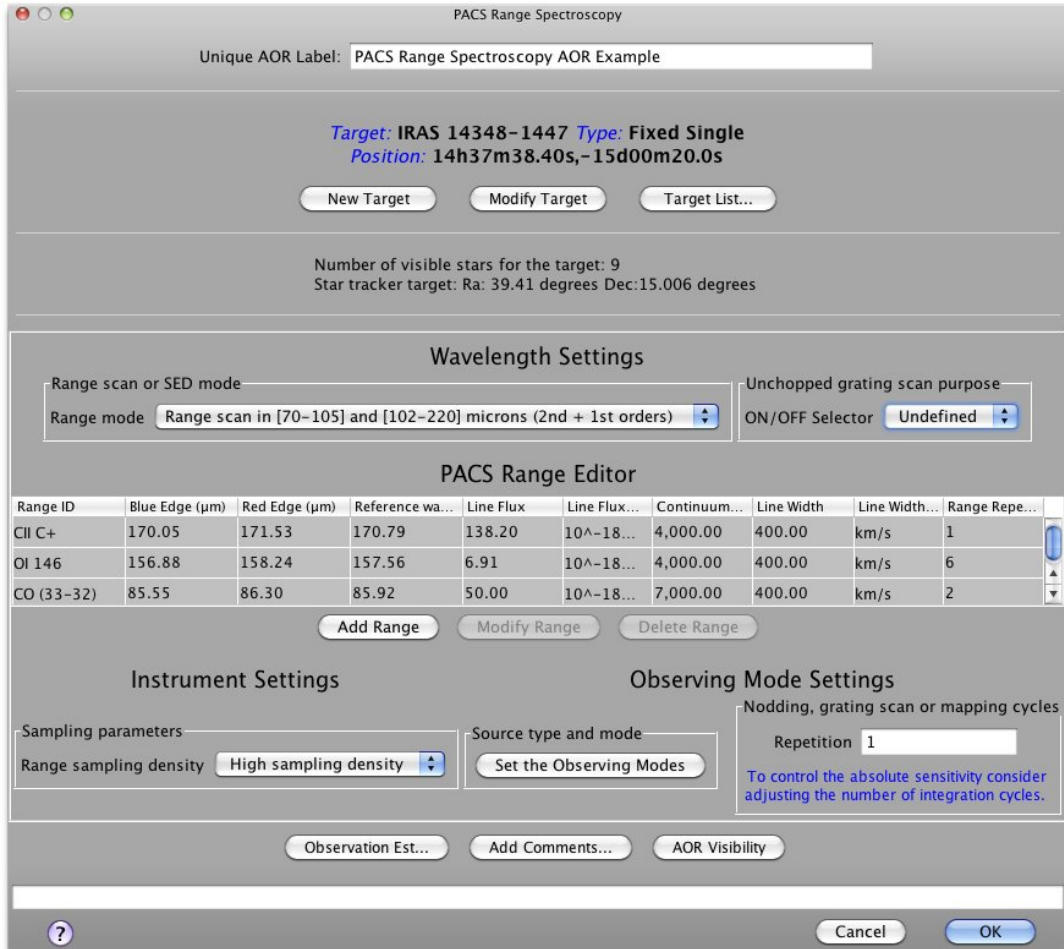 PACS Range Spectroscopy
Unique AOR Label: PACS Range Spectroscopy AOR Example
Target: IRAS 14348-1447 Type: Fixed Single
Position: 14h37m38.40s,-15d00m20.0s
New Target Modify Target Target List...
Number of visible stars for the target: 9
Star tracker target: Ra: 39.41 degrees Dec:15.006 degrees
Wavelength Settings
Range scan or SED mode
Range mode Range scan in [70-105] and [102-220] microns (2nd + 1st orders)
Unchopped grating scan purpose
ON/OFF Selector Undefined
PACS Range Editor
Range ID Blue Edge (µm) Red Edge (µm) Reference wa... Line Flux Line Flux... Continuum... Line Width Line Width... Range Repe...
CII C+ 170.05 171.53 170.79 138.20 10^-18... 4,000.00 400.00 km/s 1
OI 146 156.88 158.24 157.56 6.91 10^-18... 4,000.00 400.00 km/s 6
CO (33-32) 85.55 86.30 85.92 50.00 10^-18... 7,000.00 400.00 km/s 2
Add Range Modify Range Delete Range
Instrument Settings
Sampling parameters
Range sampling density High sampling density
Observing Mode Settings
Source type and mode
Set the Observing Modes
Nodding, grating scan or mapping cycles
Repetition 1
To control the absolute sensitivity consider
adjusting the number of integration cycles.
Observation Est... Add Comments... AOR Visibility
? Cancel OK